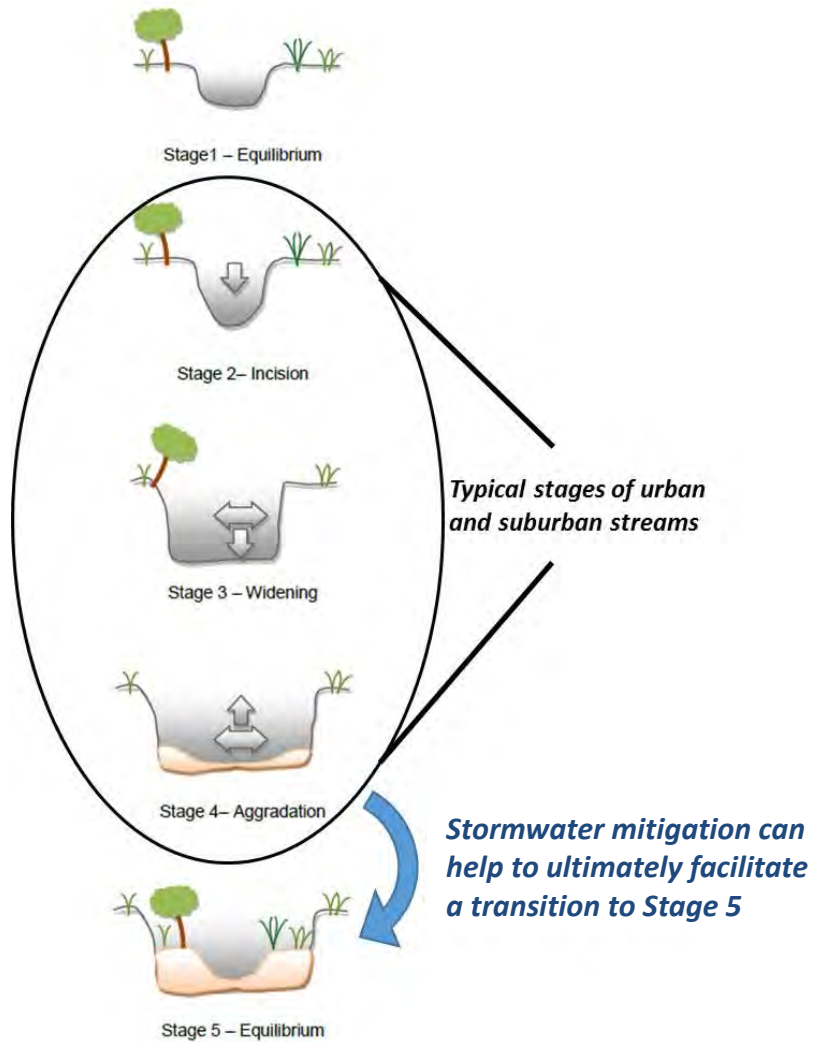 Stage1 – Equilibrium
Stage 2– Incision
Typical stages of urban
and suburban streams
Stage 3 – Widening
Stage 4– Aggradation
Stormwater mitigation can
help to ultimately facilitate
a transition to Stage 5
Stage 5 – Equilibrium